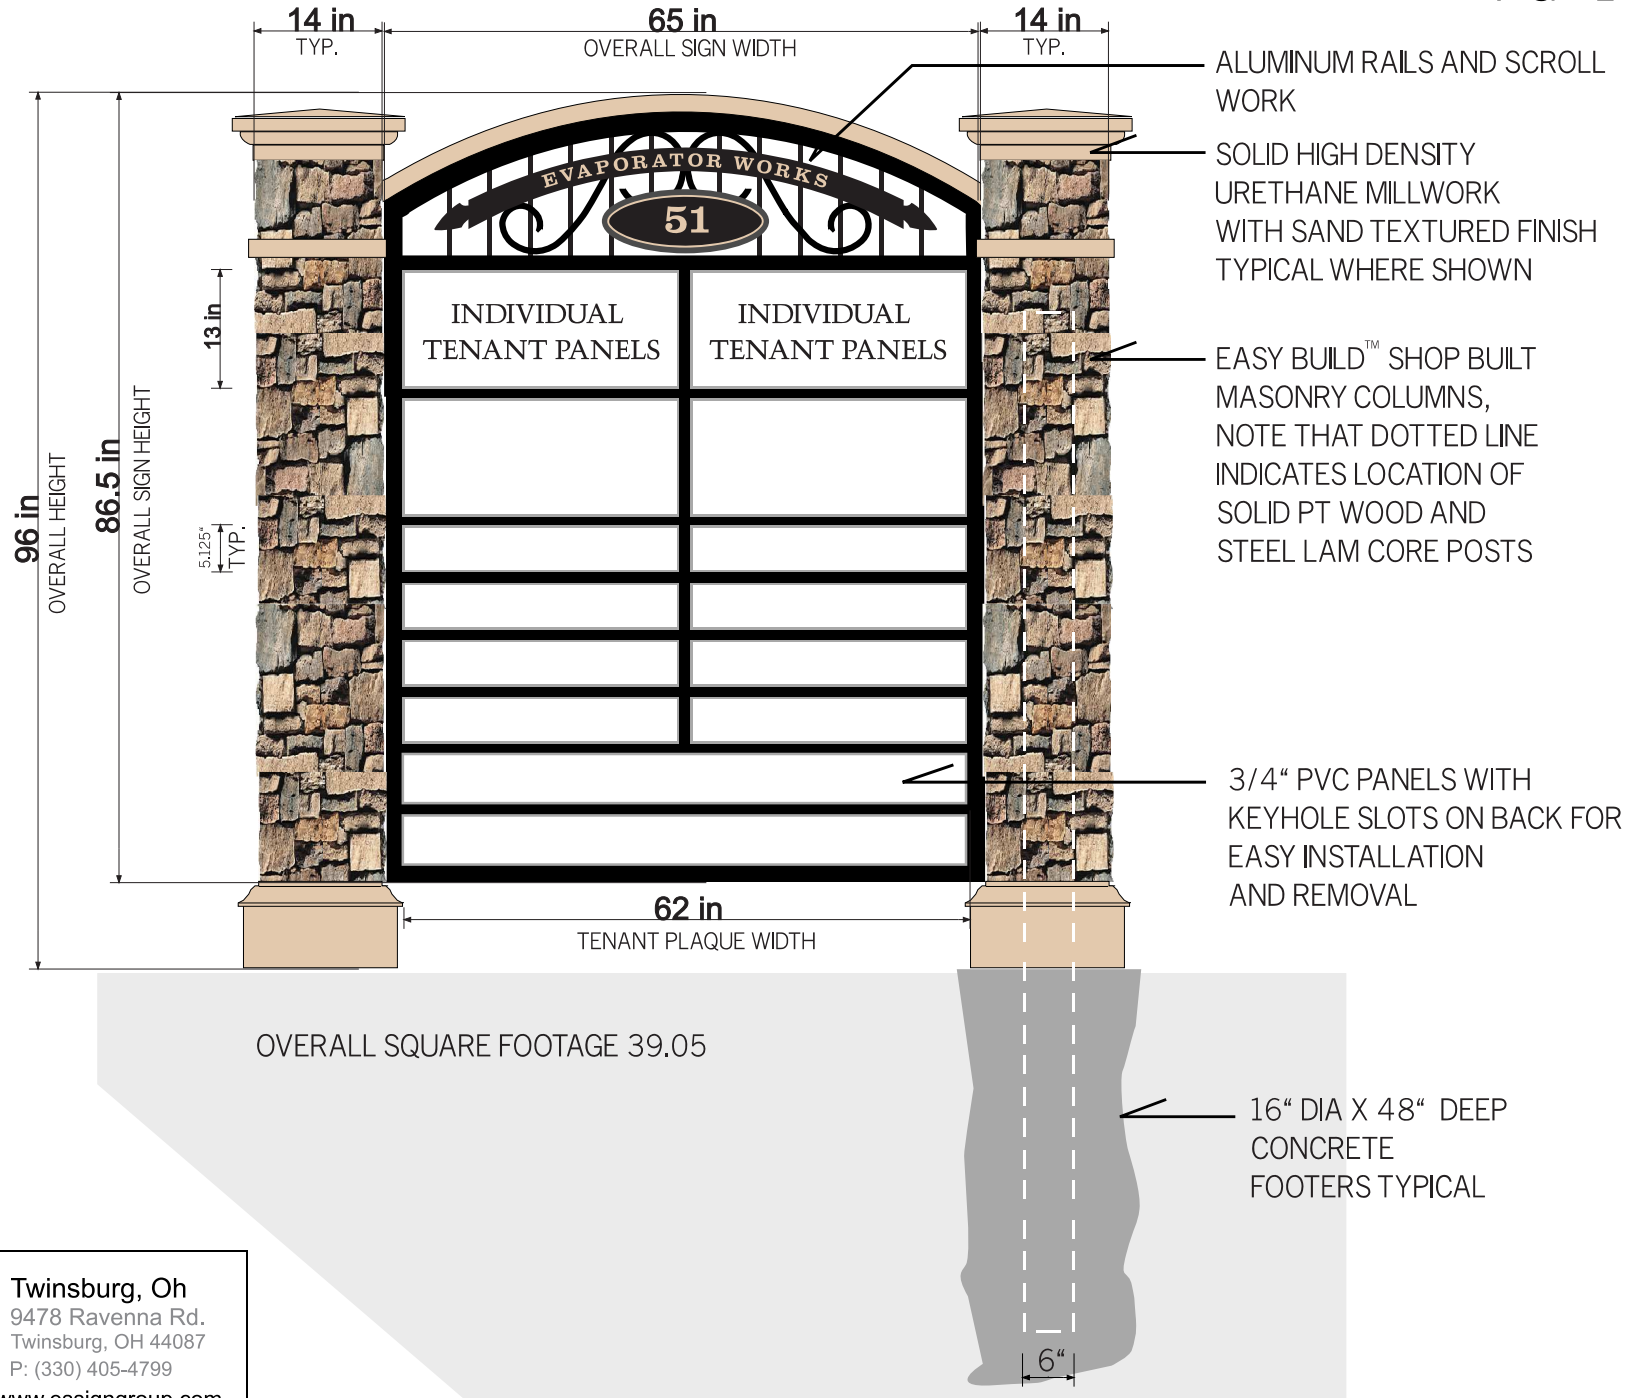 14 in
TYP.
65 in
OVERALL SIGN WIDTH
14 in
TYP.
ALUMINUM RAILS AND SCROLL
WORK
SOLID HIGH DENSITY
URETHANE MILLWORK
WITH SAND TEXTURED FINISH
TYPICAL WHERE SHOWN
EVAPORATOR WORKS
51
INDIVIDUAL
TENANT PANELS
INDIVIDUAL
TENANT PANELS
13 in
EASY BUILD™ SHOP BUILT
MASONRY COLUMNS,
NOTE THAT DOTTED LINE
INDICATES LOCATION OF
SOLID PT WOOD AND
STEEL LAM CORE POSTS
96 in
OVERALL HEIGHT
86.5 in
OVERALL SIGN HEIGHT
5.125"
TYP.
3/4" PVC PANELS WITH
KEYHOLE SLOTS ON BACK FOR
EASY INSTALLATION
AND REMOVAL
62 in
TENANT PLAQUE WIDTH
OVERALL SQUARE FOOTAGE 39.05
16" DIA X 48" DEEP
CONCRETE
FOOTERS TYPICAL
6"
Twinsburg, Oh
9478 Ravenna Rd.
Twinsburg, OH 44087
P: (330) 405-4799